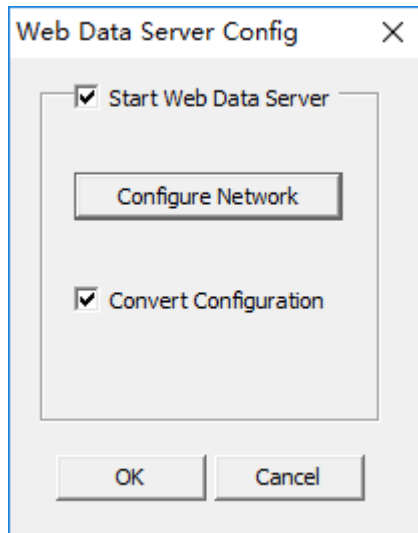 Web Data Server Config
Start Web Data Server
Configure Network
Convert Configuration
OK
Cancel